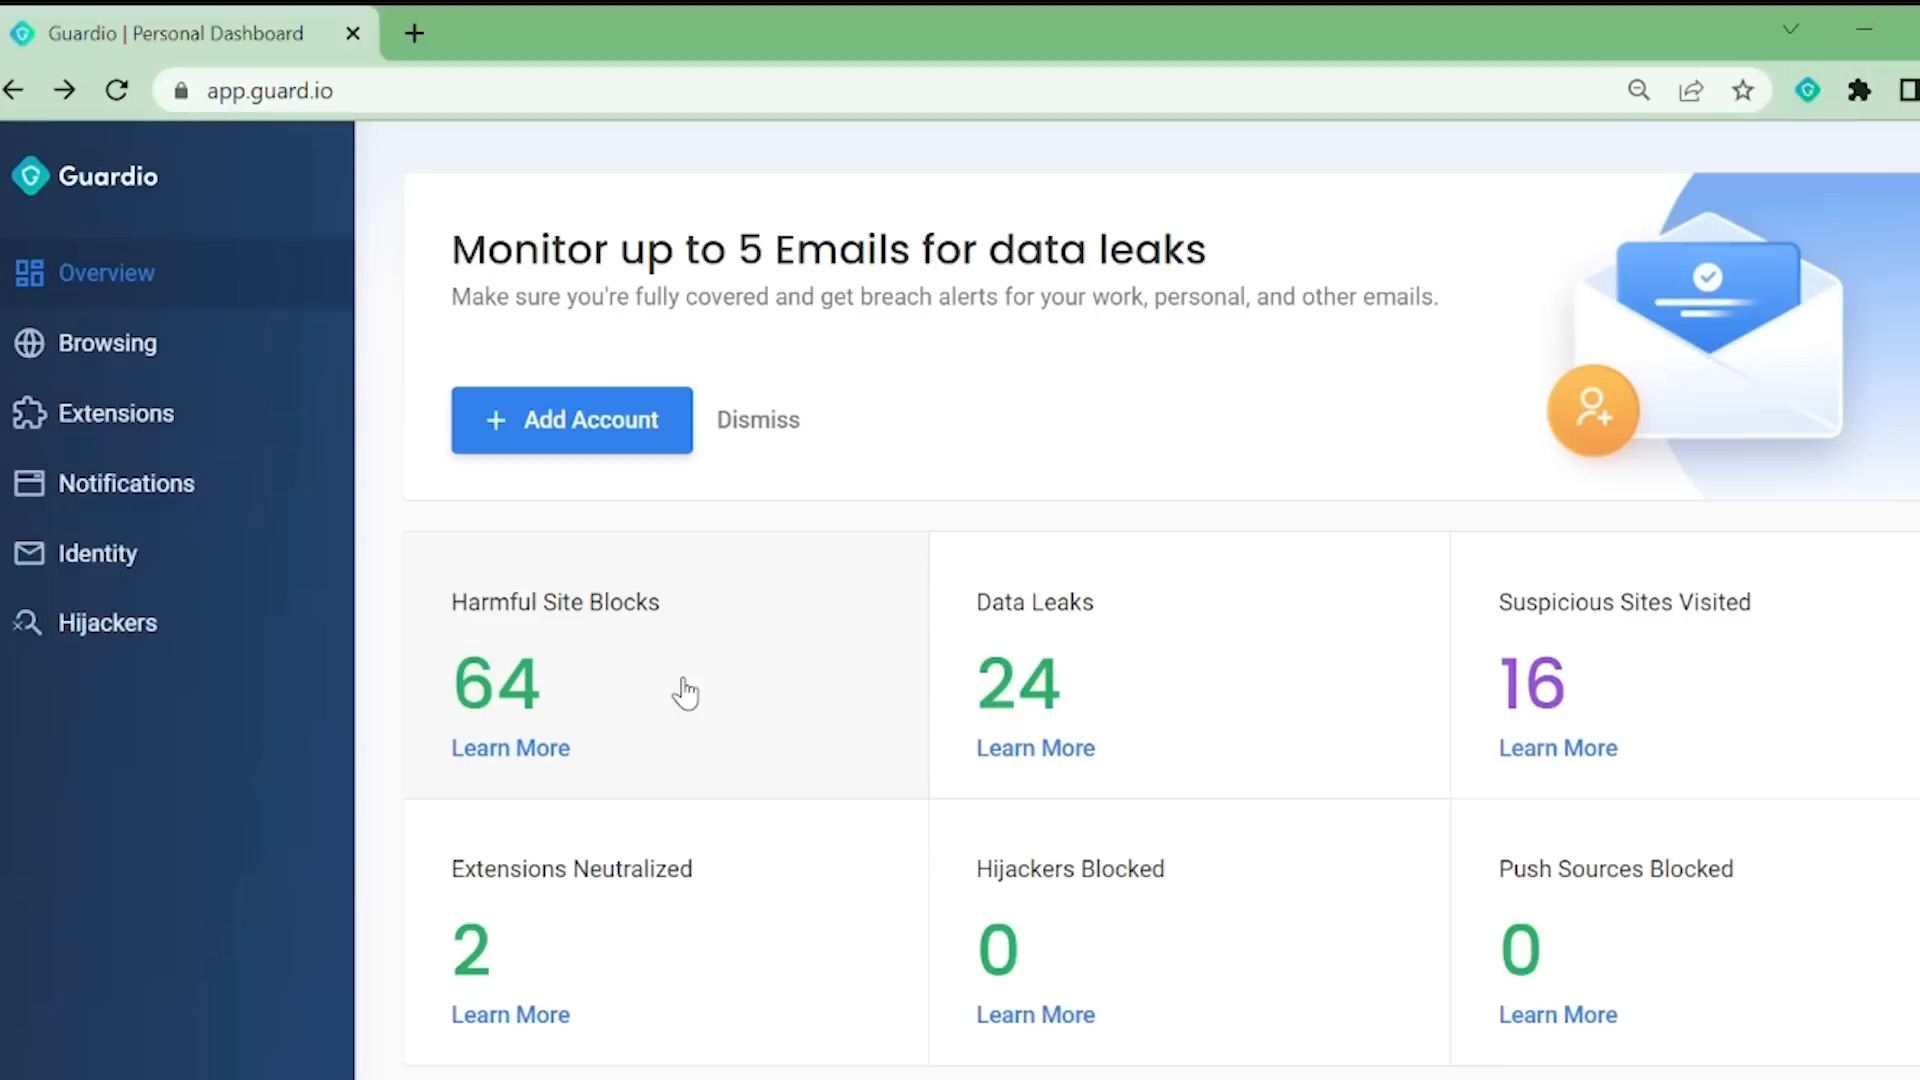 Guardio | Personal Dashboard
app.guard.io
Guardio
Overview
Browsing
Extensions
Notifications
Identity
Hijackers
Monitor up to 5 Emails for data leaks
Make sure you're fully covered and get breach alerts for your work, personal, and other emails.
+ Add Account
Dismiss
Harmful Site Blocks
64
Learn More
Data Leaks
24
Learn More
Suspicious Sites Visited
16
Learn More
Extensions Neutralized
2
Learn More
Hijackers Blocked
0
Learn More
Push Sources Blocked
0
Learn More